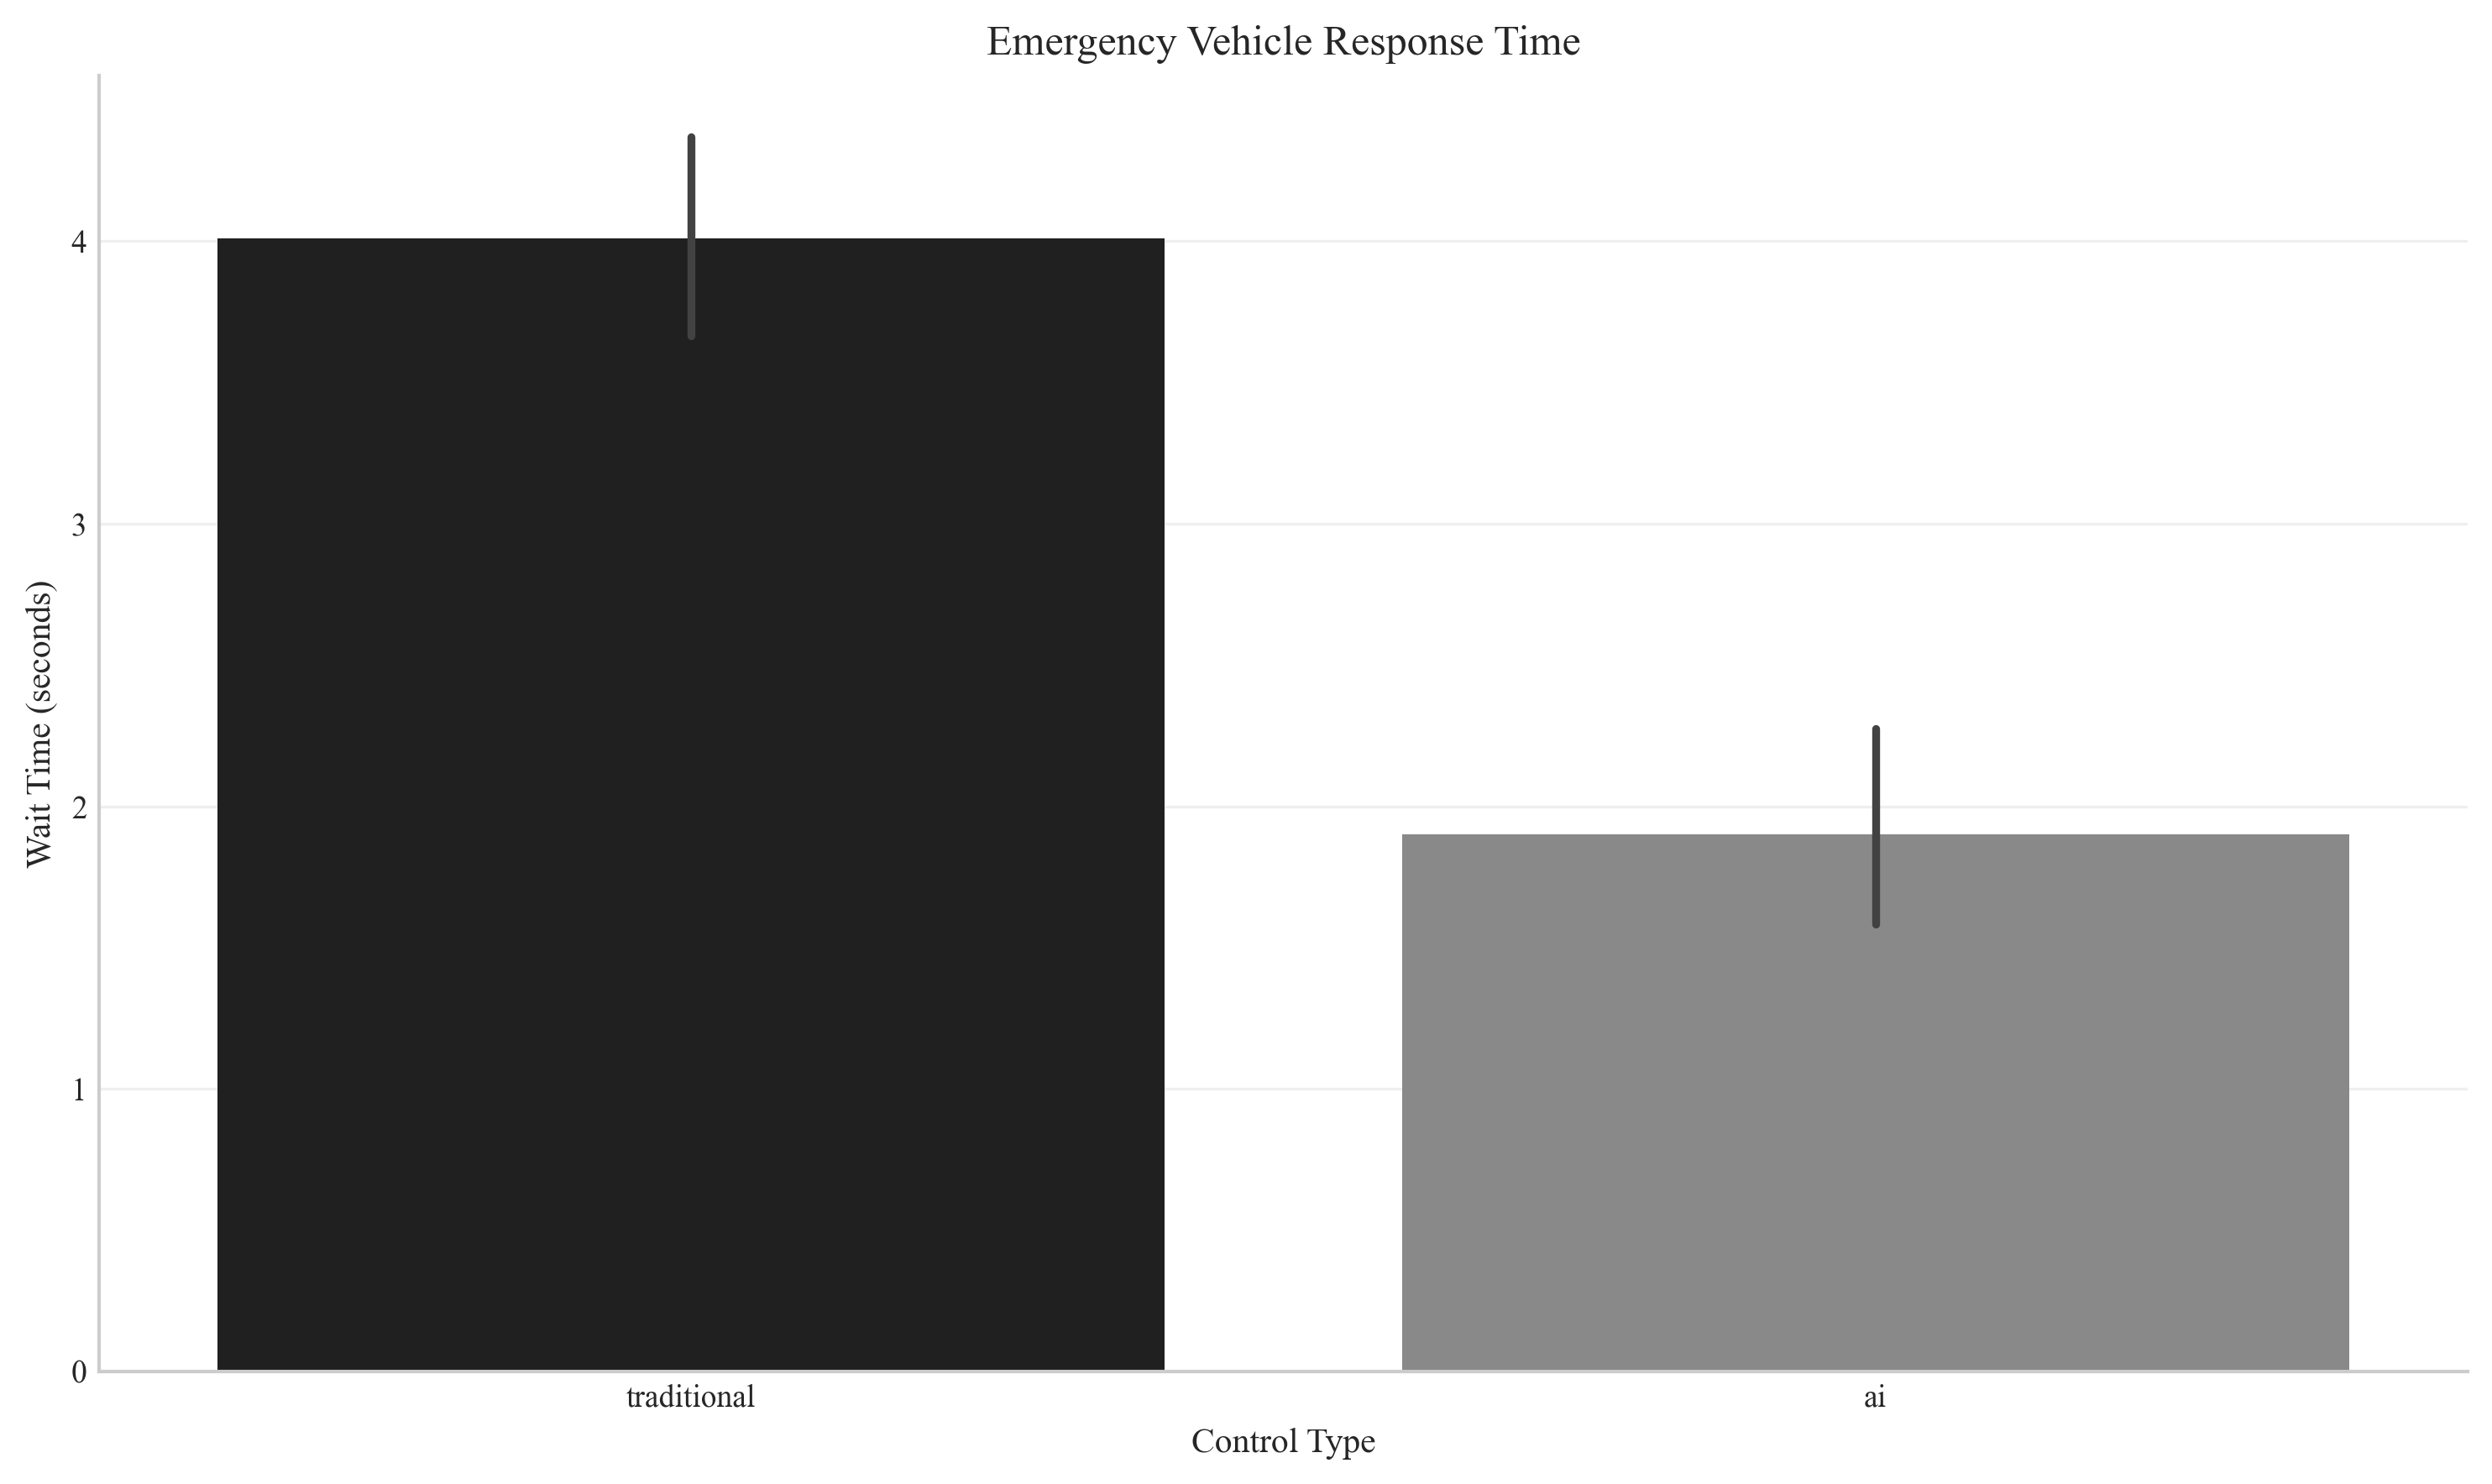 Emergency Vehicle Response Time
Wait Time (seconds)
4
3
2
1
0
traditional
ai
Control Type